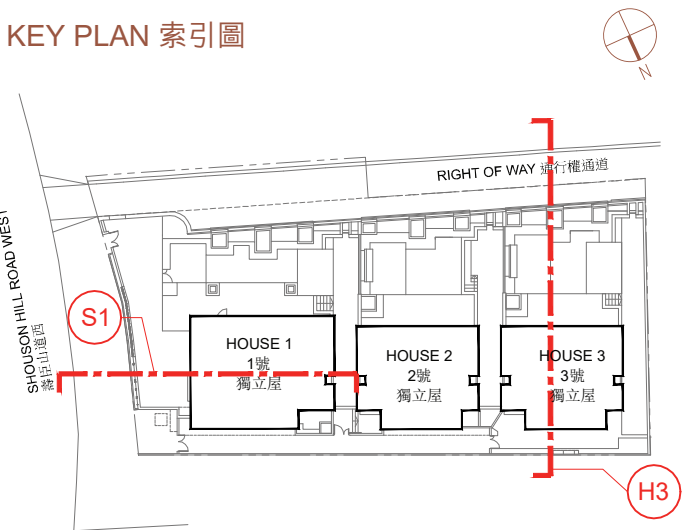 KEY PLAN 索引圖
N
RIGHT OF WAY 通行權通道
SHOUSON HILL ROAD WEST
壽臣山道西
S1
HOUSE 1
1號
獨立屋
HOUSE 2
2號
獨立屋
HOUSE 3
3號
獨立屋
H3